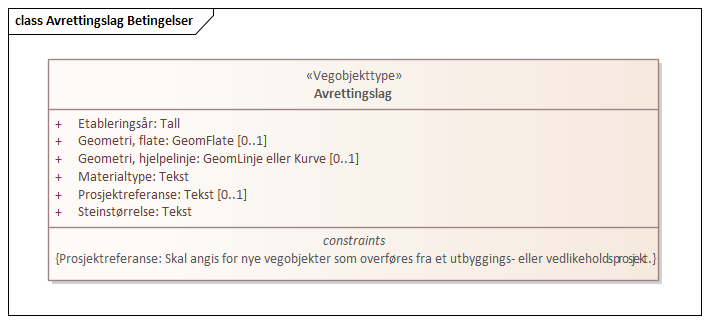 class Avrettingslag Betingelser
«Vegobjekttype»
Avrettingslag
+ Etableringsår: Tall
+ Geometri, flate: GeomFlate [0..1]
+ Geometri, hjelpelinje: GeomLinje eller Kurve [0..1]
+ Materialtype: Tekst
+ Prosjektreferanse: Tekst [0..1]
+ Steinstørrelse: Tekst
constraints
{Prosjektreferanse: Skal angis for nye vegobjekter som overføres fra et utbyggings- eller